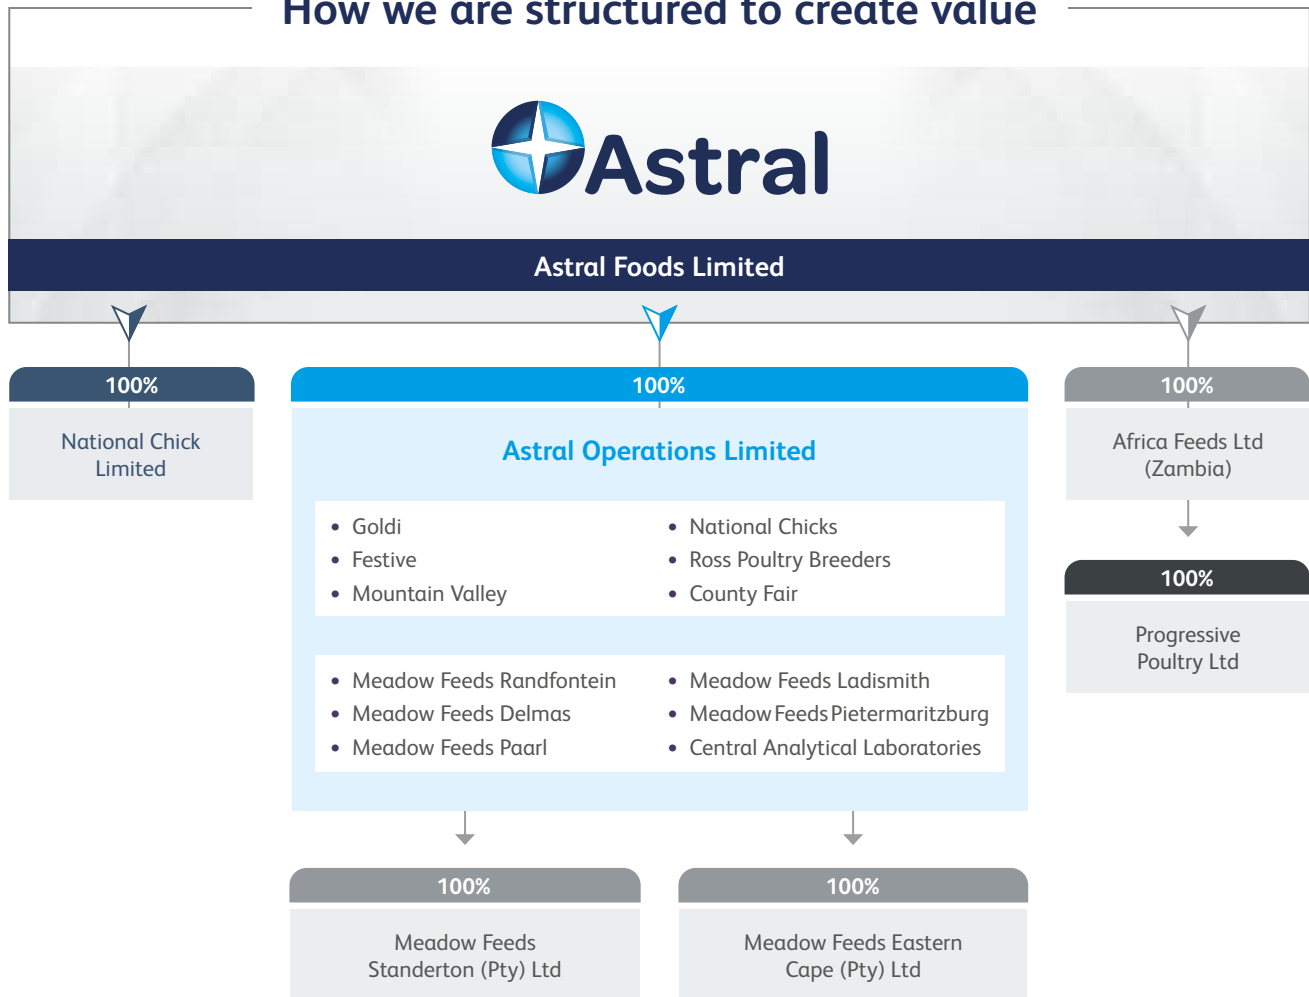 How we are structured to create value
Astral
Astral Foods Limited
100%
National Chick
Limited
100%
Astral Operations Limited
• Goldi
• Festive
• Mountain Valley
• National Chicks
• Ross Poultry Breeders
• County Fair
• Meadow Feeds Randfontein
• Meadow Feeds Delmas
• Meadow Feeds Paarl
• Meadow Feeds Ladismith
• Meadow Feeds Pietermaritzburg
• Central Analytical Laboratories
100%
Meadow Feeds
Standerton (Pty) Ltd
100%
Meadow Feeds Eastern
Cape (Pty) Ltd
100%
Africa Feeds Ltd
(Zambia)
100%
Progressive
Poultry Ltd